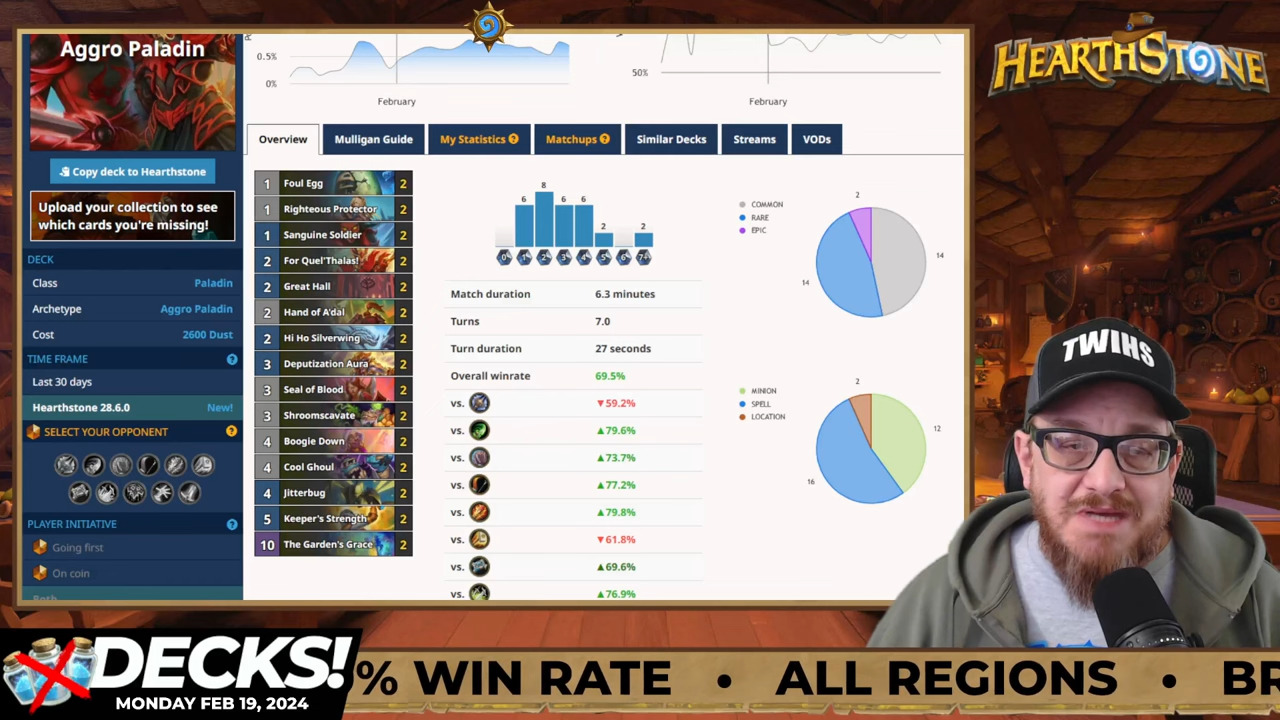 Aggro Paladin
Copy deck to Hearthstone
Upload your collection to see
which cards you're missing!
DECK
Class Paladin
Archetype Aggro Paladin
Cost 2600 Dust
TIME FRAME ?
Last 30 days
Hearthstone 28.6.0 New!
SELECT YOUR OPPONENT ?
PLAYER INITIATIVE ?
Going first
On coin
0.5%
0%
February
50%
February
Overview
Mulligan Guide
My Statistics ?
Matchups ?
Similar Decks
Streams
VODs
1 Foul Egg 2
1 Righteous Protector 2
1 Sanguine Soldier 2
2 For Quel'Thalas! 2
2 Great Hall 2
2 Hand of A'dal 2
2 Hi Ho Silverwing 2
3 Deputization Aura 2
3 Seal of Blood 2
3 Shroomscavate 2
4 Boogie Down 2
4 Cool Ghoul 2
4 Jitterbug 2
5 Keeper's Strength 2
10 The Garden's Grace 2
6 8 6 6 2 2
0 1 2 3 4 5 6 7+
Match duration 6.3 minutes
Turns 7.0
Turn duration 27 seconds
Overall winrate 69.5%
vs. ▼59.2%
vs. ▲79.6%
vs. ▲73.7%
vs. ▲77.2%
vs. ▲79.8%
vs. ▼61.8%
vs. ▲69.6%
vs. ▲76.9%
COMMON
RARE
EPIC
2
14
14
MINION
SPELL
LOCATION
2
12
16
HEARTHSTONE
TWIHS
DECKS!
MONDAY FEB 19, 2024
% WIN RATE • ALL REGIONS • BR